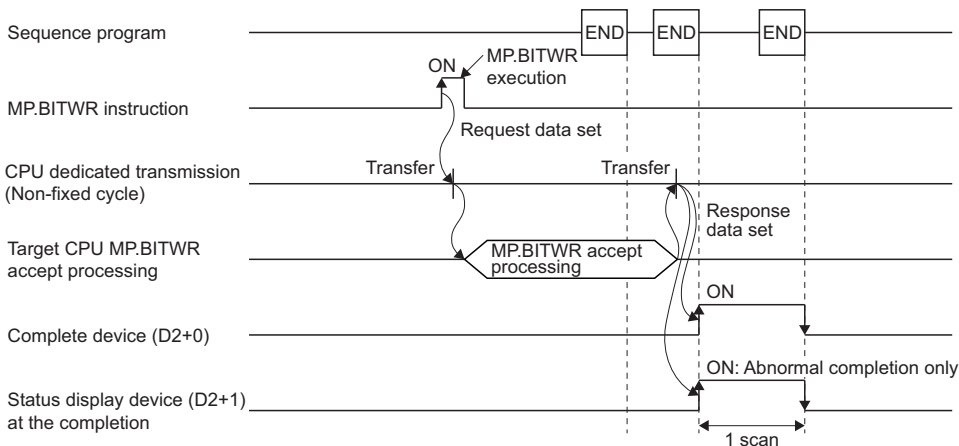 Sequence program
END
END
END
MP.BITWR instruction
ON
MP.BITWR
execution
Request data set
CPU dedicated transmission
(Non-fixed cycle)
Transfer
Transfer
Response
data set
Target CPU MP.BITWR
accept processing
MP.BITWR accept
processing
Complete device (D2+0)
ON
Status display device (D2+1)
at the completion
ON: Abnormal completion only
1 scan